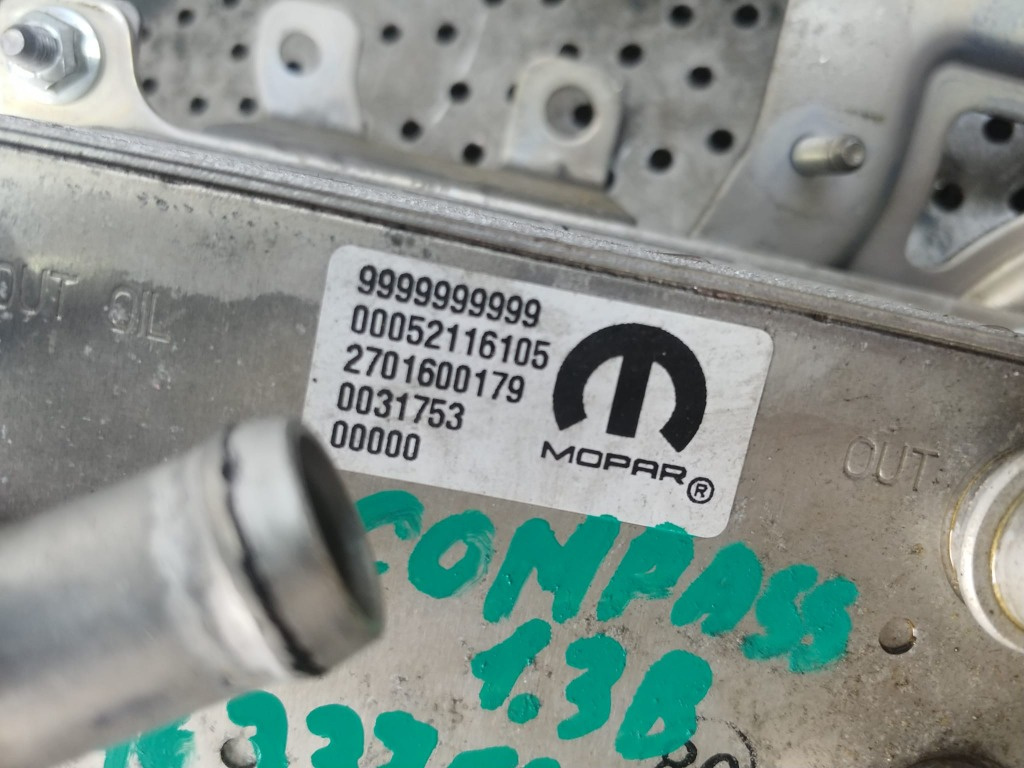 9999999999
00052116105
2701600179
0031753
00000
MOPAR®
OUT OIL
OUT
COMPASS
1.3B